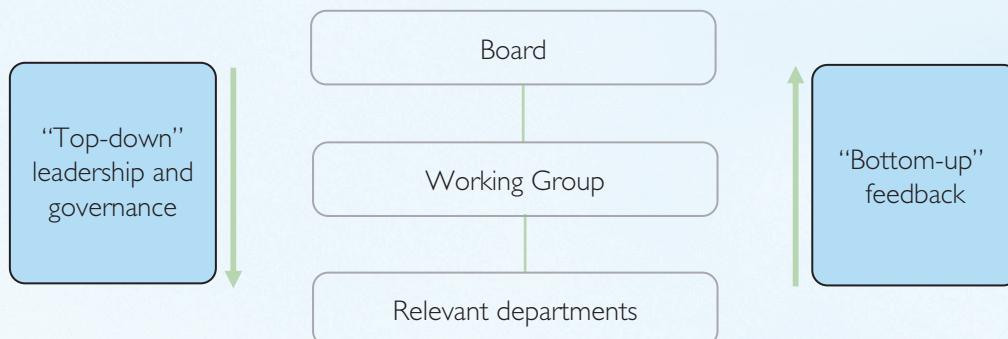 Board
“Top-down”
leadership and
governance
Working Group
“Bottom-up”
feedback
Relevant departments